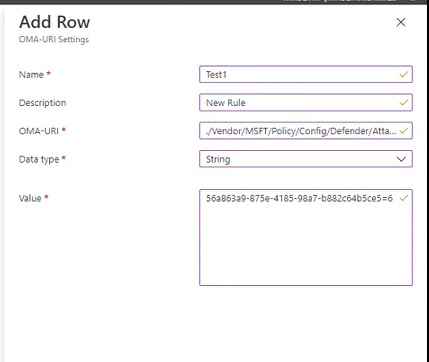 Add Row
OMA-URI Settings
Name *
Test1
Description
New Rule
OMA-URI *
./Vendor/MSFT/Policy/Config/Defender/Atta...
Data type *
String
Value *
56a863a9-875e-4185-98a7-b882c64b5ce5=6